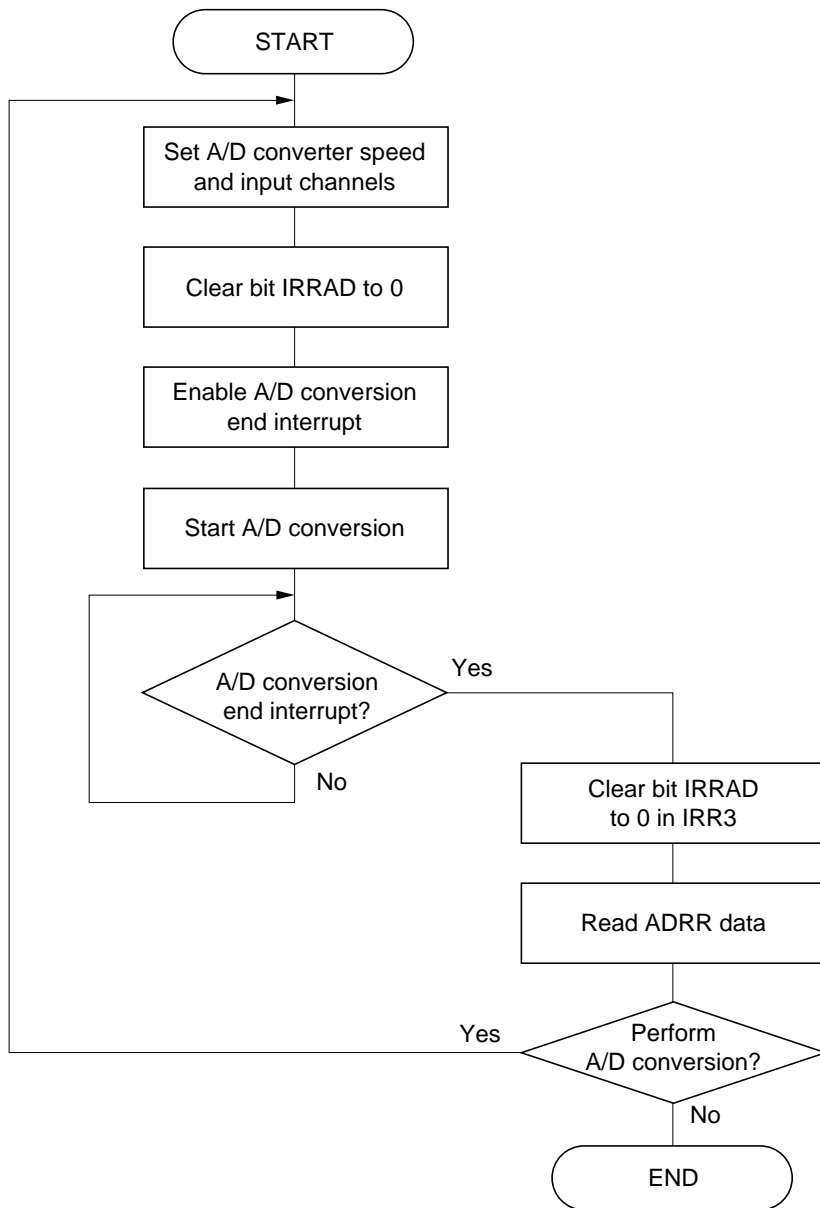 START
Set A/D converter speed
and input channels
Clear bit IRRAD to 0
Enable A/D conversion
end interrupt
Start A/D conversion
A/D conversion
end interrupt?
Yes
No
Clear bit IRRAD
to 0 in IRR3
Read ADRR data
Perform
A/D conversion?
Yes
No
END